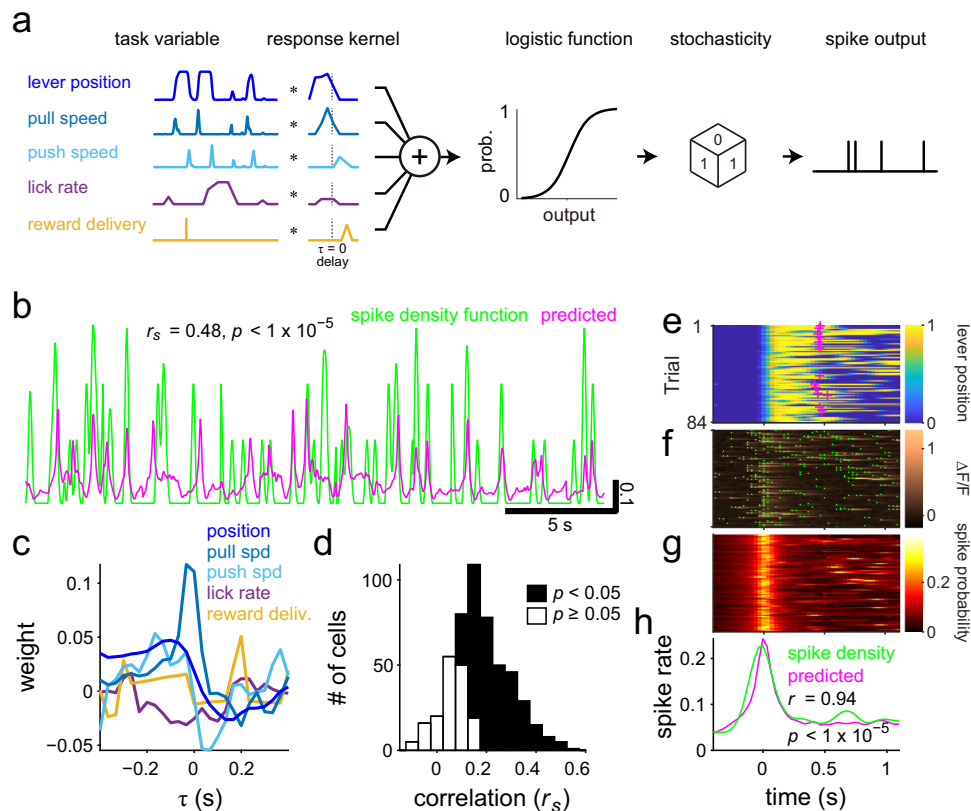 a
task variable response kernel logistic function stochasticity spike output
lever position
pull speed
push speed
lick rate
reward delivery
* * * * *
τ = 0
delay
+
prob.
1
0
output
0
1 1
b
r_s = 0.48, p < 1 x 10^-5
spike density function predicted
0.1
5 s
c
position
pull spd
push spd
lick rate
reward deliv.
weight
0.1
0.05
0
−0.05
−0.2 0 0.2
τ (s)
d
p < 0.05
p ≥ 0.05
# of cells
100
50
0
0 0.2 0.4 0.6
correlation (r_s)
e
Trial
1
84
1
0
lever position
f
1
0
ΔF/F
g
0.2
0
spike probability
h
spike density
predicted
r = 0.94
p < 1 x 10^-5
spike rate
0.2
0.1
0
0 0.5 1
time (s)